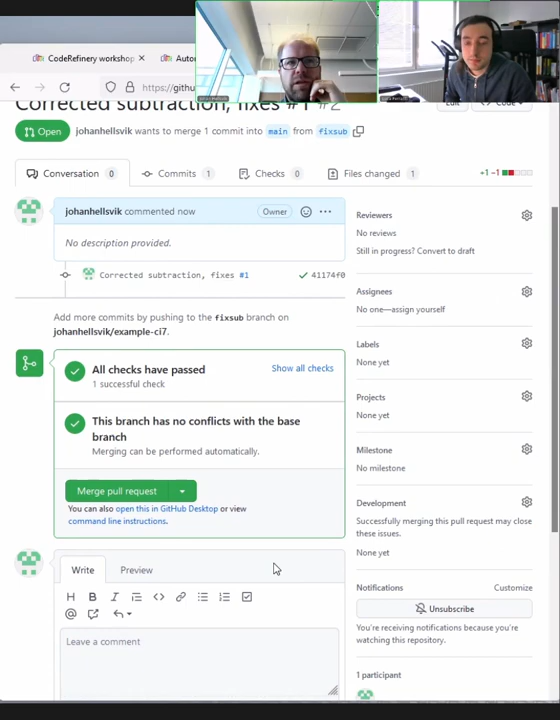 CodeRefinery workshop × Auto
https://githu
Corrected subtraction, fixes #1 #2
Edit <> Code
Open johanhellsvik wants to merge 1 commit into main from fixsub
Conversation 0 Commits 1 Checks 0 Files changed 1 +1 −1
johanhellsvik commented now Owner
No description provided.
Corrected subtraction, fixes #1 41174f0
Add more commits by pushing to the fixsub branch on
johanhellsvik/example-ci7.
All checks have passed
1 successful check
Show all checks
This branch has no conflicts with the base
branch
Merging can be performed automatically.
Merge pull request
You can also open this in GitHub Desktop or view
command line instructions.
Write Preview
H B I <> @
Leave a comment
Reviewers
No reviews
Still in progress? Convert to draft
Assignees
No one—assign yourself
Labels
None yet
Projects
None yet
Milestone
No milestone
Development
Successfully merging this pull request may close
these issues.
None yet
Notifications Customize
Unsubscribe
You're receiving notifications because you're
watching this repository.
1 participant